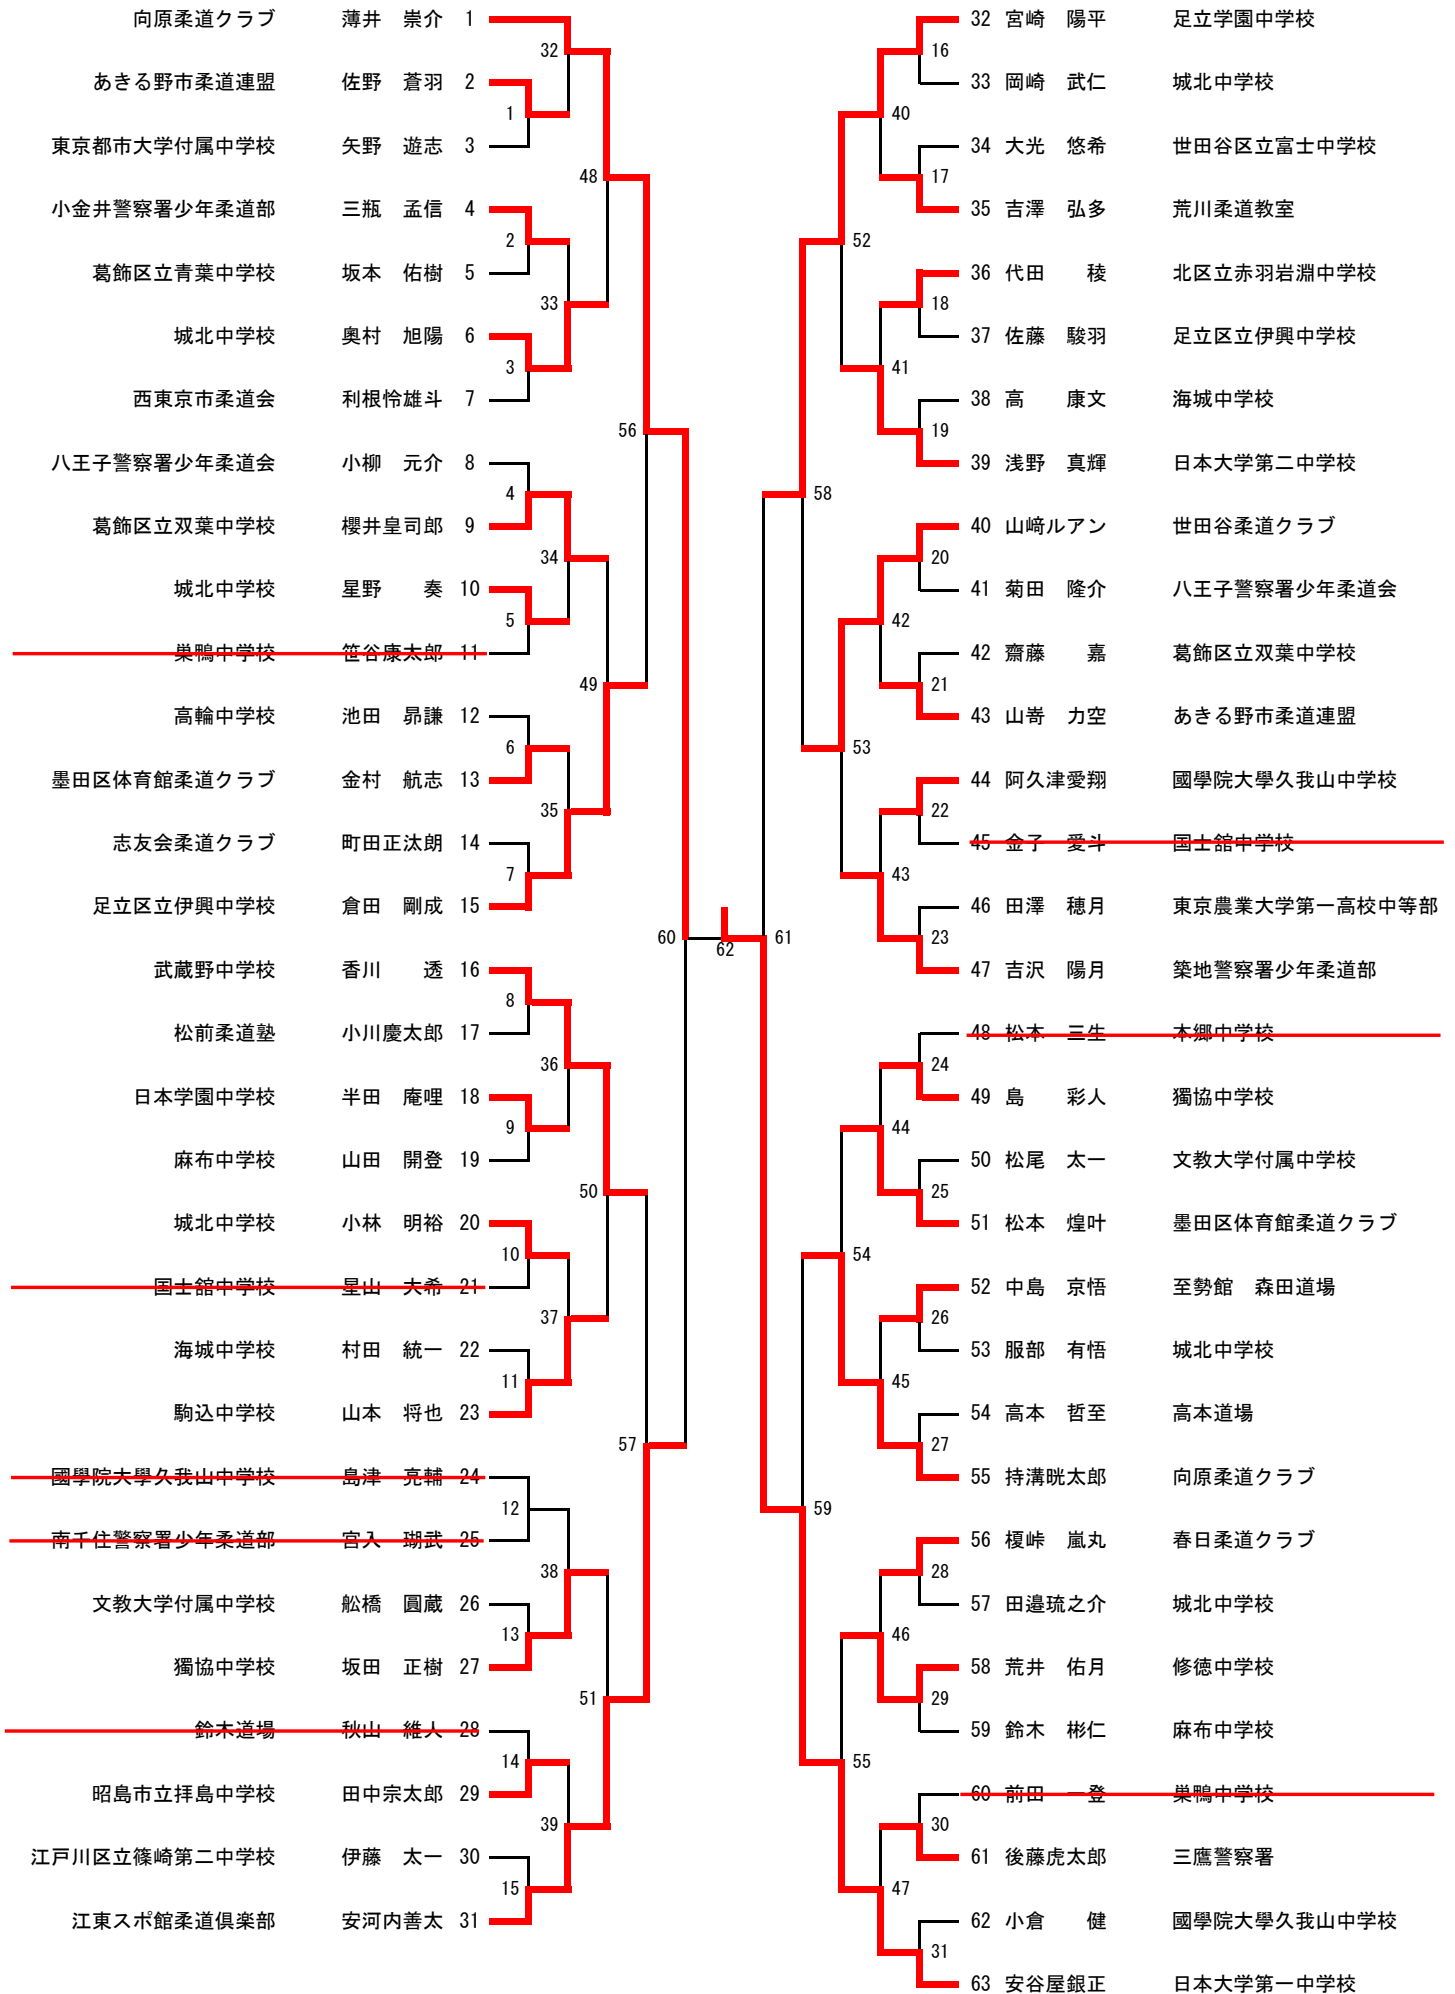 向原柔道クラブ 薄井 崇介 1
あきる野市柔道連盟 佐野 蒼羽 2
東京都市大学付属中学校 矢野 遊志 3
小金井警察署少年柔道部 三瓶 孟信 4
葛飾区立青葉中学校 坂本 佑樹 5
城北中学校 奥村 旭陽 6
西東京市柔道会 利根怜雄斗 7
八王子警察署少年柔道会 小柳 元介 8
葛飾区立双葉中学校 櫻井皇司郎 9
城北中学校 星野 奏 10
巣鴨中学校 笹谷康太郎 11
高輪中学校 池田 昴謙 12
墨田区体育館柔道クラブ 金村 航志 13
志友会柔道クラブ 町田正汰朗 14
足立区立伊興中学校 倉田 剛成 15
武蔵野中学校 香川 透 16
松前柔道塾 小川慶太郎 17
日本学園中学校 半田 庵哩 18
麻布中学校 山田 開登 19
城北中学校 小林 明裕 20
国士舘中学校 星山 大希 21
海城中学校 村田 統一 22
駒込中学校 山本 将也 23
國學院大學久我山中学校 島津 亮輔 24
南千住警察署少年柔道部 宮入 瑚武 25
文教大学付属中学校 舩橋 圓蔵 26
獨協中学校 坂田 正樹 27
鈴木道場 秋山 維人 28
昭島市立拝島中学校 田中宗太郎 29
江戸川区立篠崎第二中学校 伊藤 太一 30
江東スポ館柔道倶楽部 安河内善太 31
1
2
3
4
5
6
7
8
9
10
11
12
13
14
15
32
33
34
35
36
37
38
39
48
49
50
51
56
57
60
62
61
58
59
52
53
54
55
40
41
42
43
44
45
46
47
16
17
18
19
20
21
22
23
24
25
26
27
28
29
30
31
32 宮崎 陽平 足立学園中学校
33 岡崎 武仁 城北中学校
34 大光 悠希 世田谷区立富士中学校
35 吉澤 弘多 荒川柔道教室
36 代田 稜 北区立赤羽岩淵中学校
37 佐藤 駿羽 足立区立伊興中学校
38 高 康文 海城中学校
39 浅野 真輝 日本大学第二中学校
40 山﨑ルアン 世田谷柔道クラブ
41 菊田 隆介 八王子警察署少年柔道会
42 齋藤 嘉 葛飾区立双葉中学校
43 山嵜 力空 あきる野市柔道連盟
44 阿久津愛翔 國學院大學久我山中学校
45 金子 愛斗 国士舘中学校
46 田澤 穂月 東京農業大学第一高校中等部
47 吉沢 陽月 築地警察署少年柔道部
48 松本 三生 本郷中学校
49 島 彩人 獨協中学校
50 松尾 太一 文教大学付属中学校
51 松本 煌叶 墨田区体育館柔道クラブ
52 中島 京悟 至勢館 森田道場
53 服部 有悟 城北中学校
54 高本 哲至 高本道場
55 持溝晄太郎 向原柔道クラブ
56 榎峠 嵐丸 春日柔道クラブ
57 田邉琉之介 城北中学校
58 荒井 佑月 修徳中学校
59 鈴木 彬仁 麻布中学校
60 前田 一登 巣鴨中学校
61 後藤虎太郎 三鷹警察署
62 小倉 健 國學院大學久我山中学校
63 安谷屋銀正 日本大学第一中学校